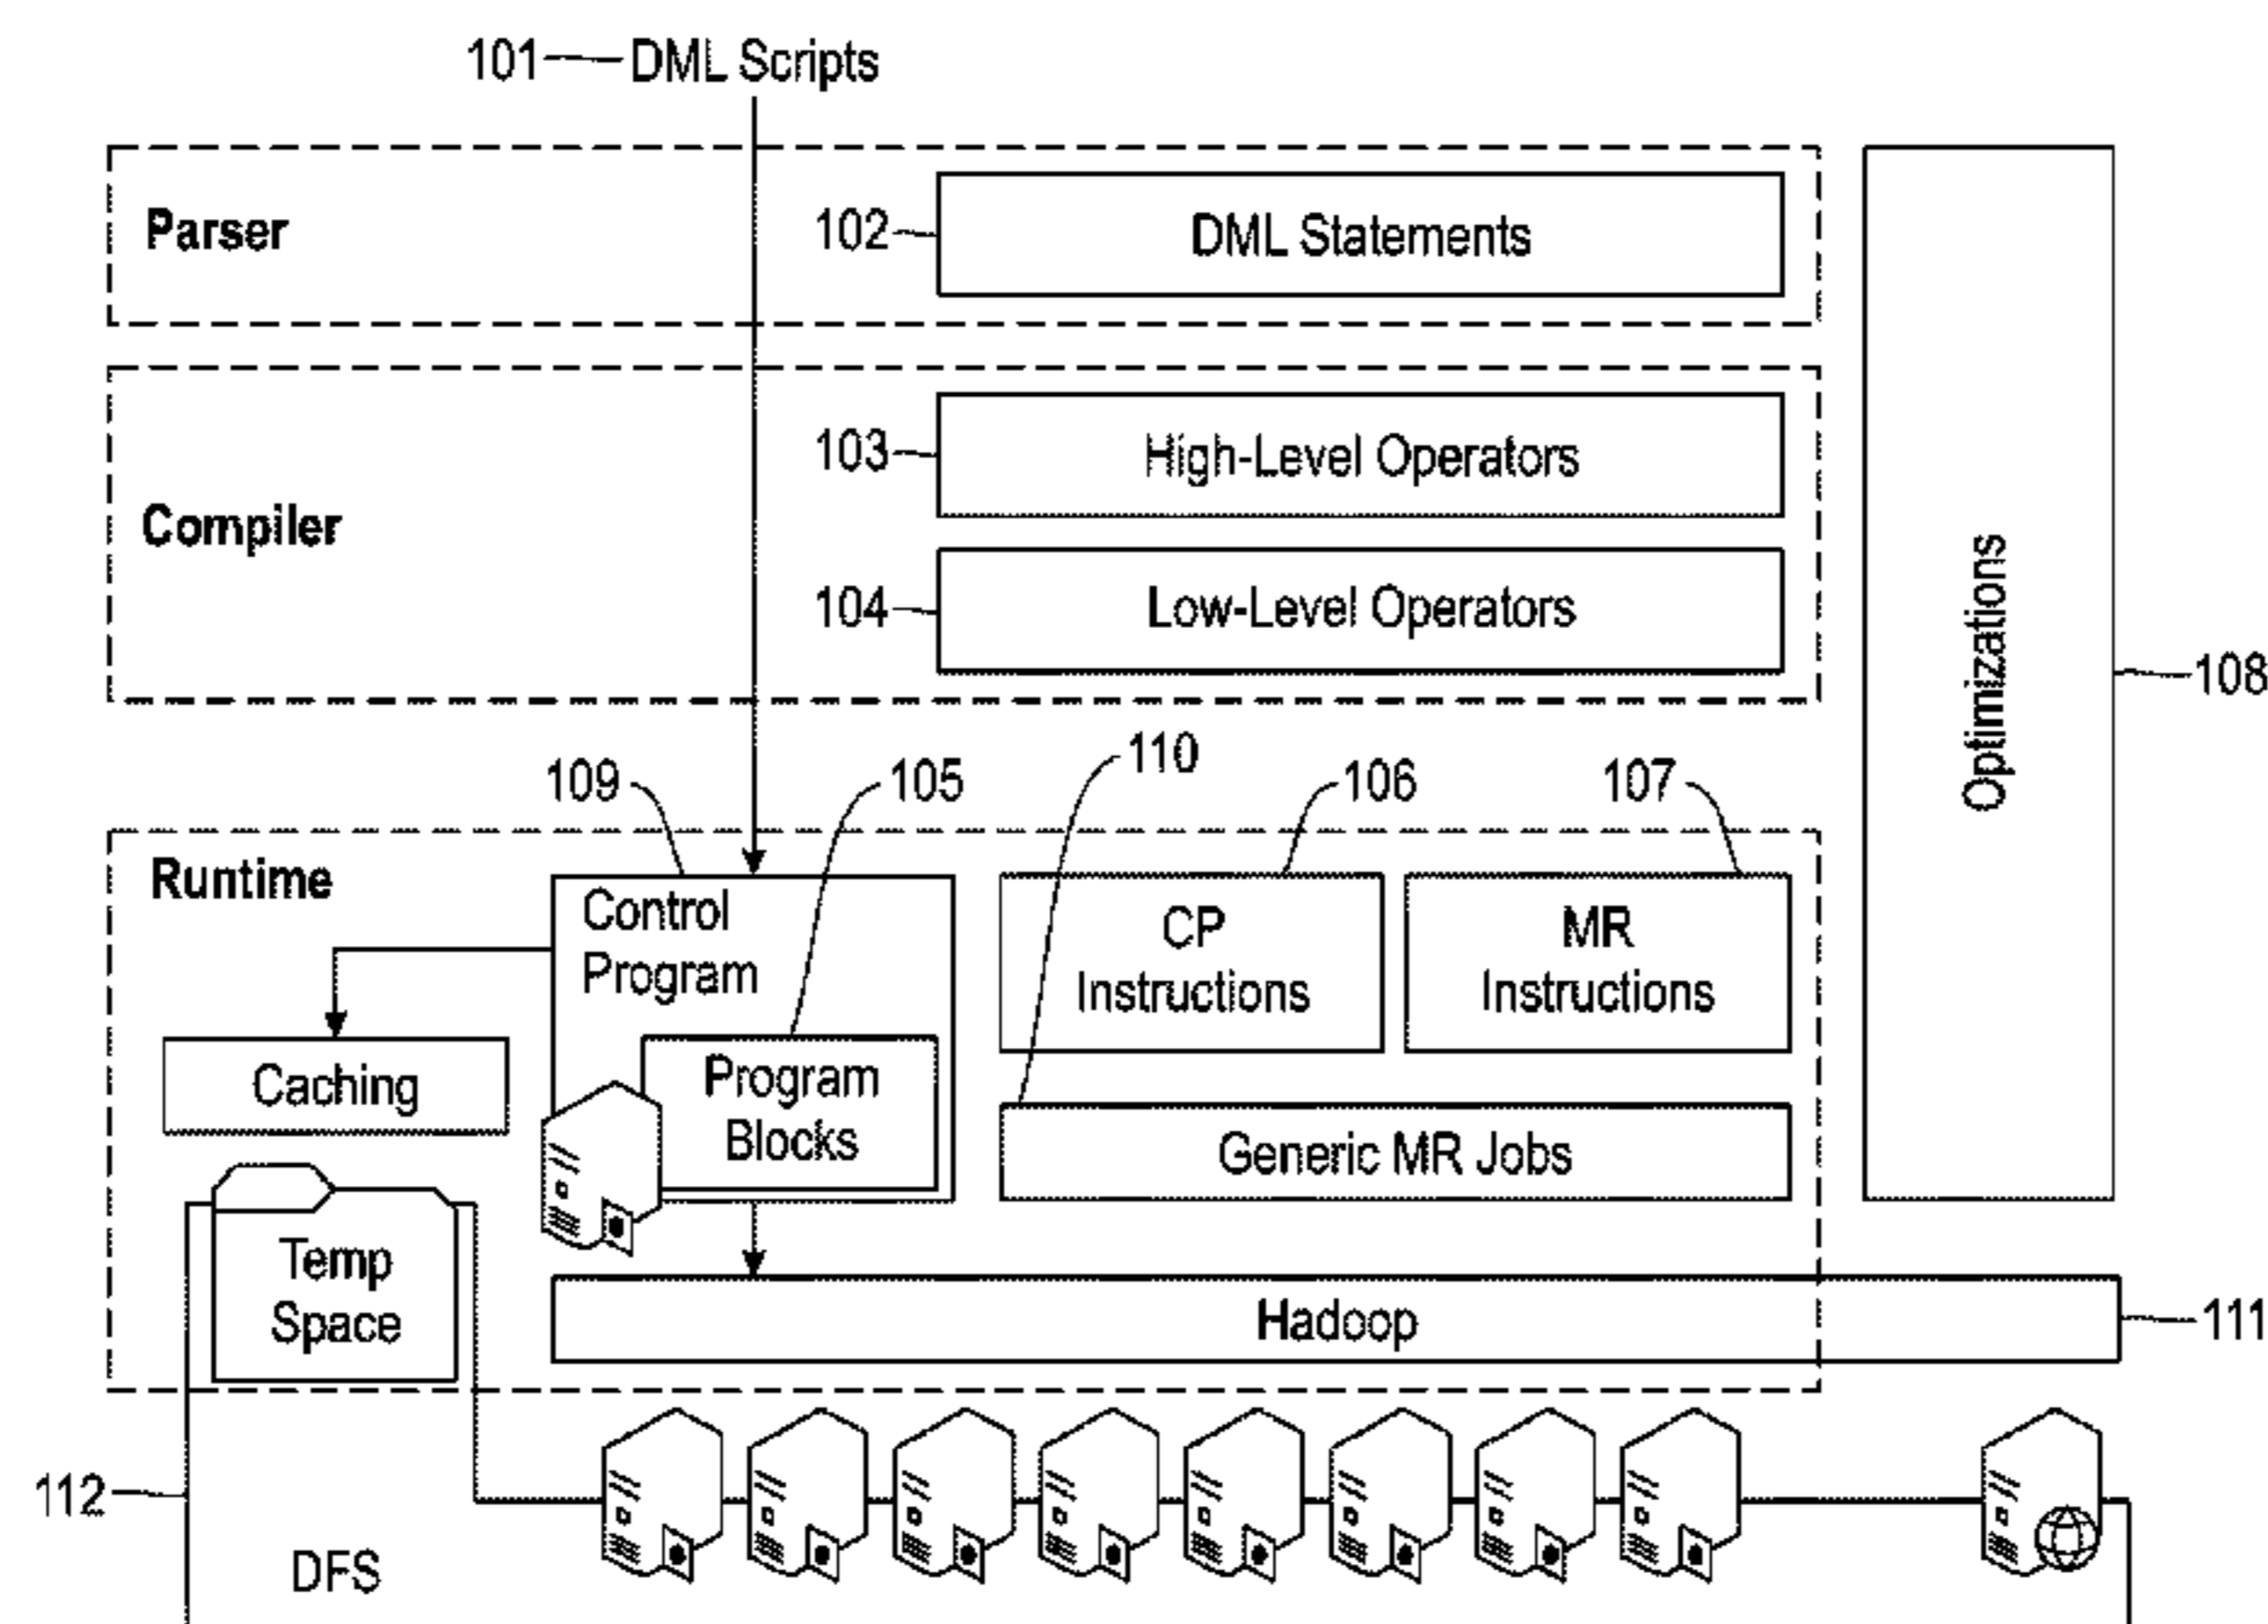 101 DML Scripts
Parser
102 DML Statements
103 High-Level Operators
Compiler
104 Low-Level Operators
Optimizations
108
109 105 110 106 107
Runtime
Control
Program
CP
Instructions
MR
Instructions
Caching
Program
Blocks
Generic MR Jobs
Temp
Space
Hadoop 111
112
DFS